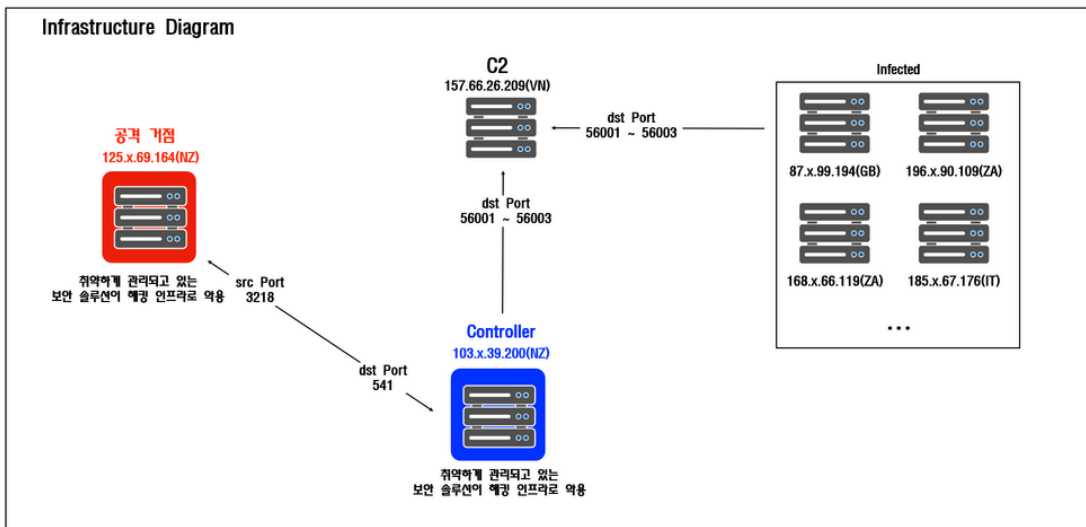 Infrastructure Diagram
C2
157.66.26.209(VN)
Infected
공격 거점
125.x.69.164(NZ)
dst Port
56001 ~ 56003
87.x.99.194(GB)
196.x.90.109(ZA)
dst Port
56001 ~ 56003
취약하게 관리되고 있는
보안 솔루션이 해킹 인프라로 악용
src Port
3218
168.x.66.119(ZA)
185.x.67.176(IT)
...
Controller
103.x.39.200(NZ)
dst Port
541
취약하게 관리되고 있는
보안 솔루션이 해킹 인프라로 악용